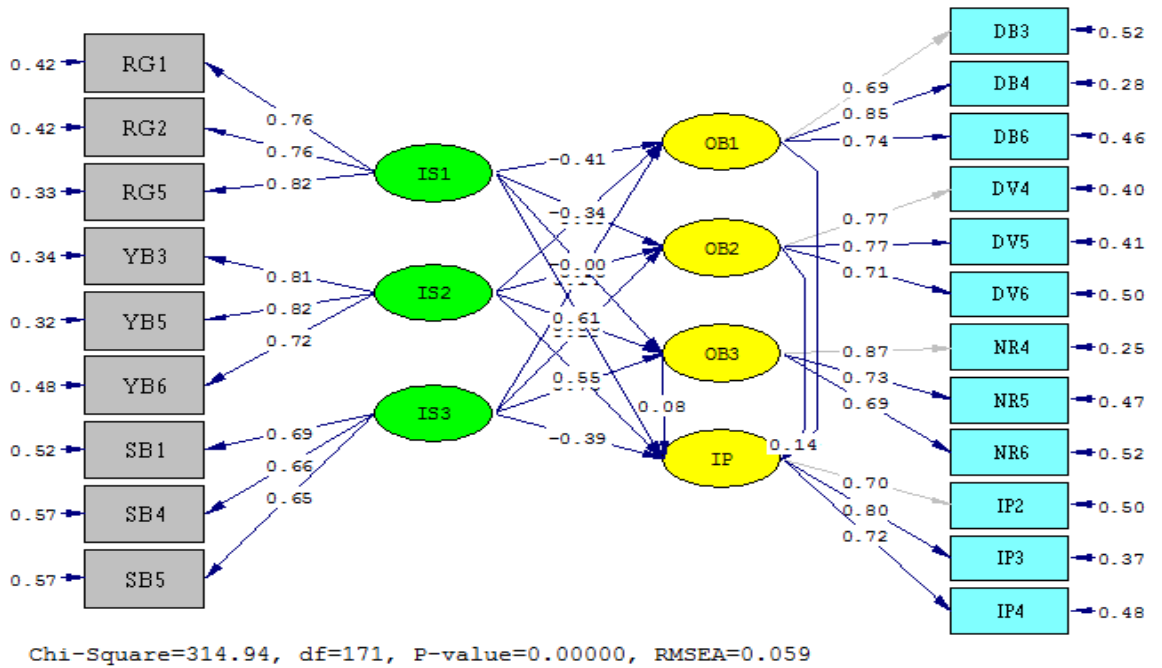 0.42 RG1
0.42 RG2
0.33 RG5
0.34 YB3
0.32 YB5
0.48 YB6
0.52 SB1
0.57 SB4
0.57 SB5
0.76
0.76
0.82
0.81
0.82
0.72
0.69
0.66
0.65
IS1
IS2
IS3
-0.41
-0.34
-0.00
0.61
0.55
-0.39
0.08
0.14
OB1
OB2
OB3
IP
0.69
0.85
0.74
0.77
0.77
0.71
0.87
0.73
0.69
0.70
0.80
0.72
DB3 0.52
DB4 0.28
DB6 0.46
DV4 0.40
DV5 0.41
DV6 0.50
NR4 0.25
NR5 0.47
NR6 0.52
IP2 0.50
IP3 0.37
IP4 0.48
Chi-Square=314.94, df=171, P-value=0.00000, RMSEA=0.059